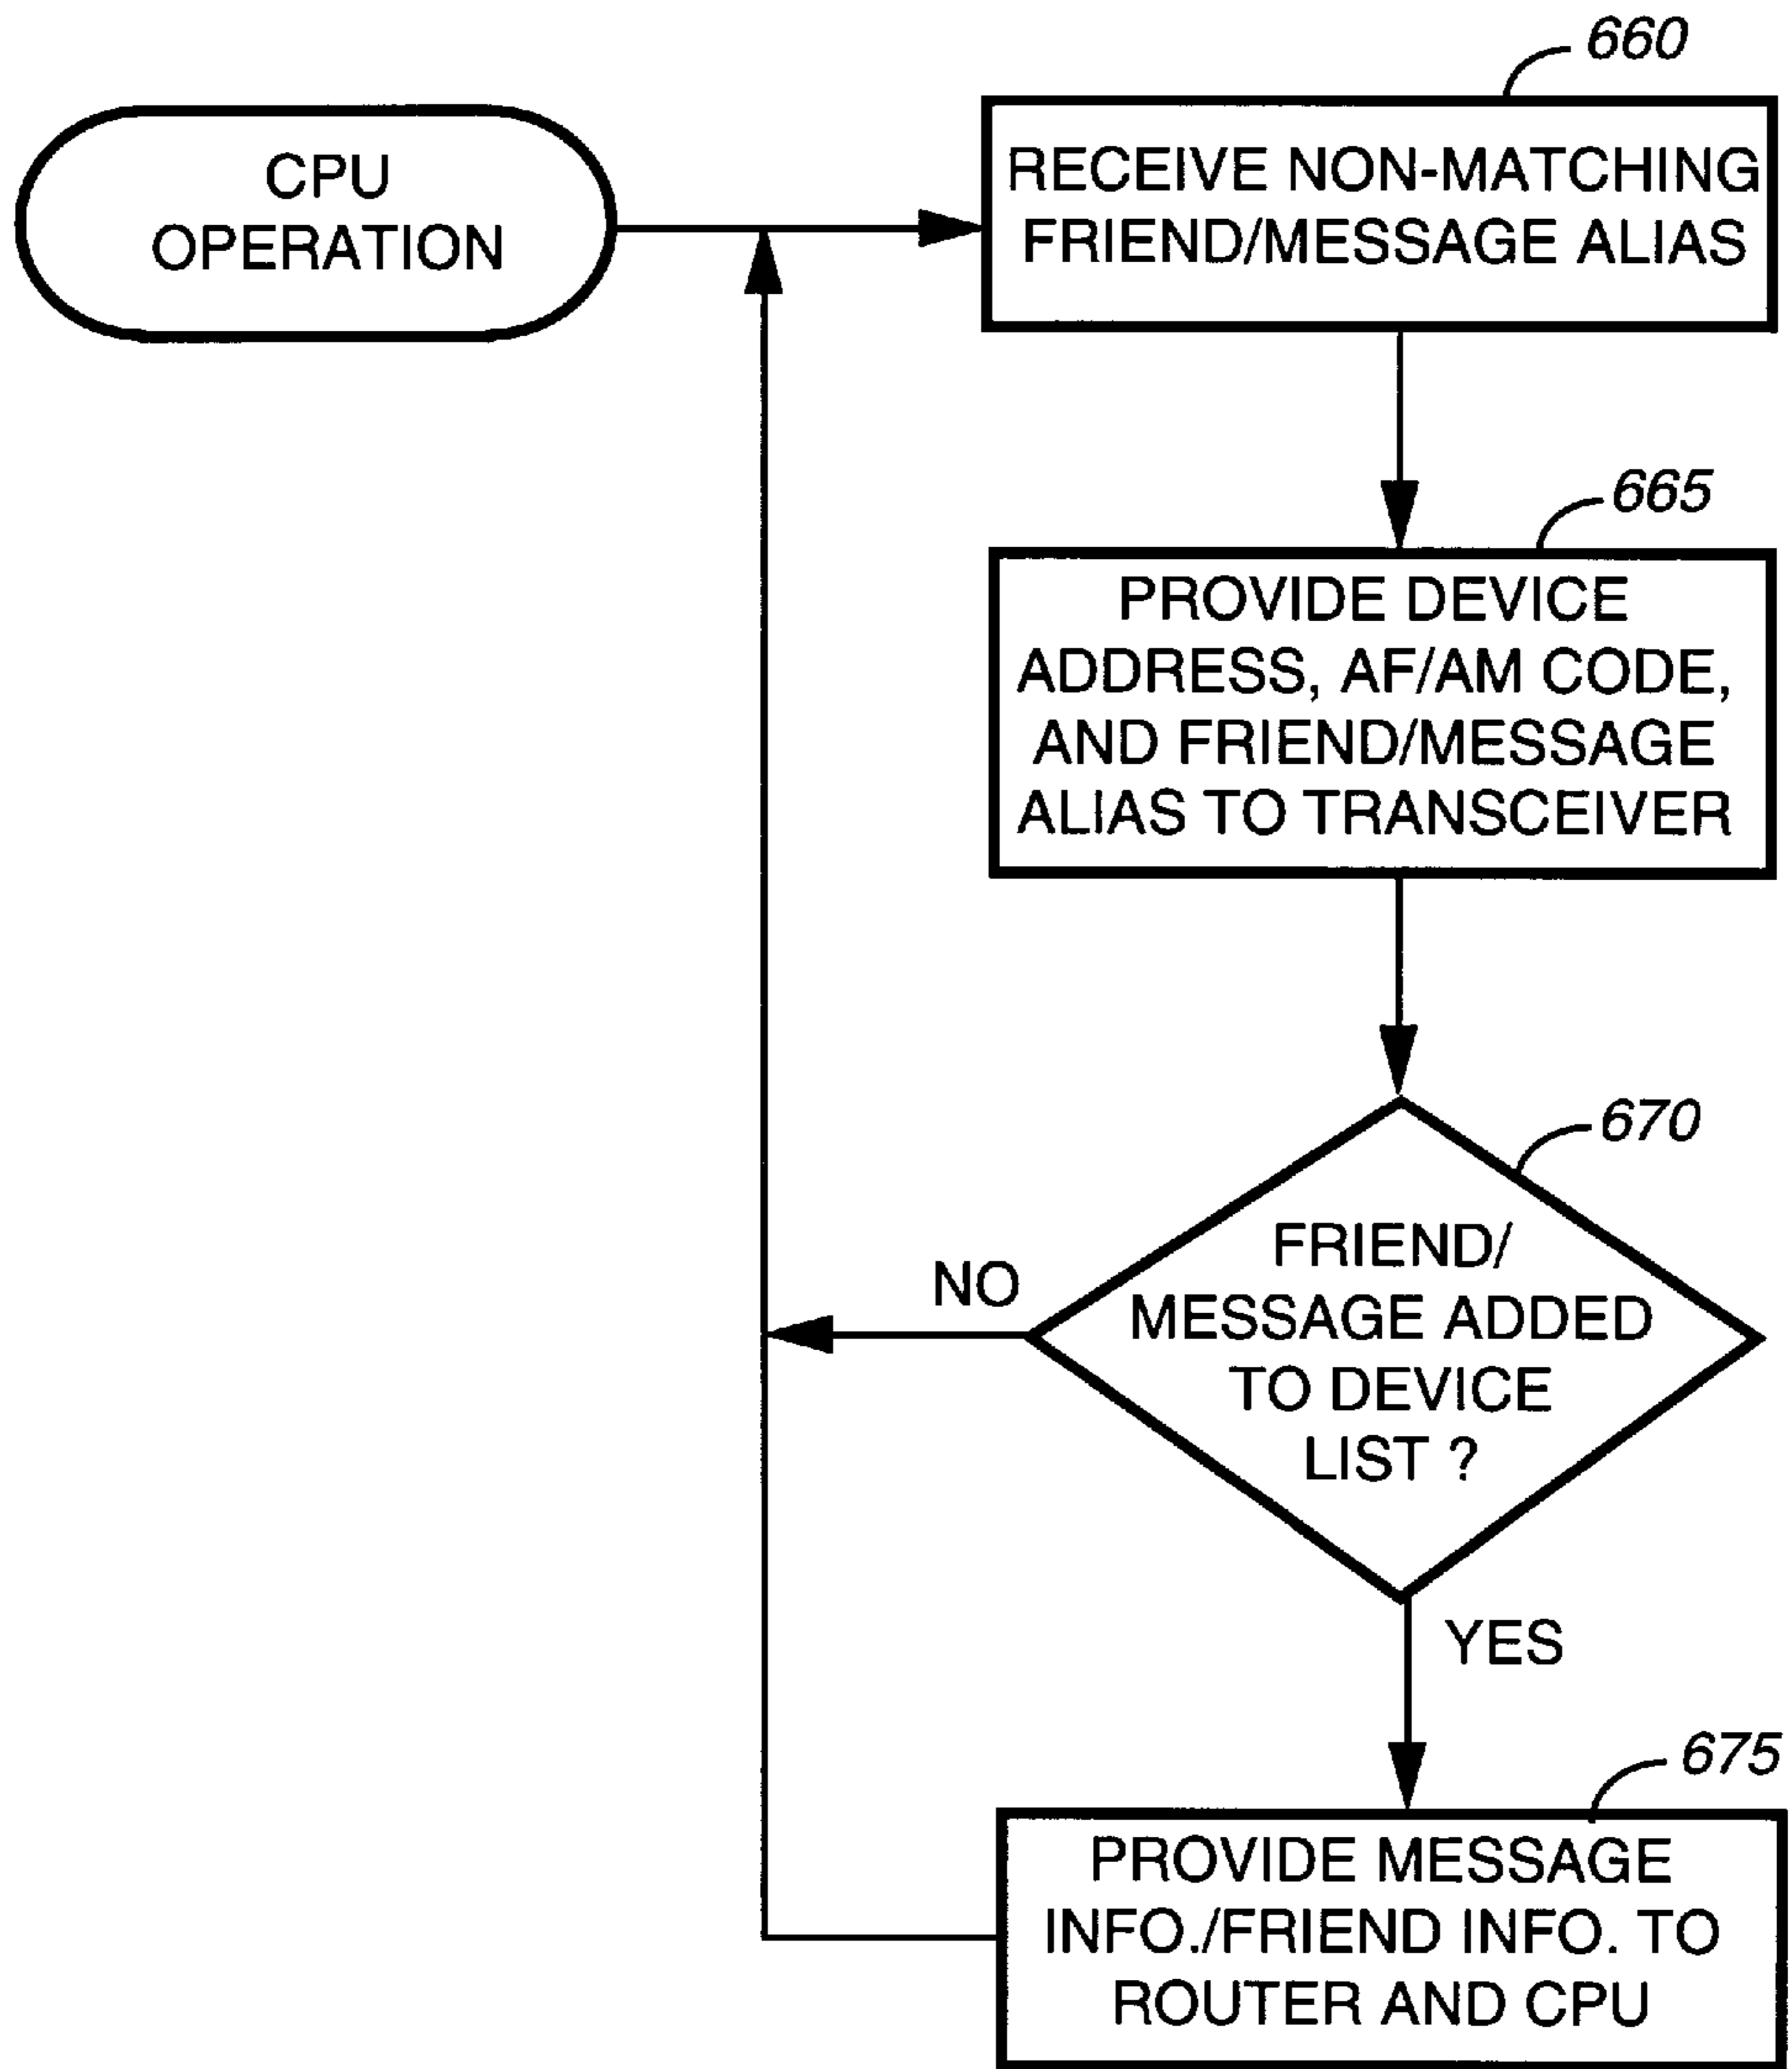 660
CPU
OPERATION
RECEIVE NON-MATCHING
FRIEND/MESSAGE ALIAS
665
PROVIDE DEVICE
ADDRESS, AF/AM CODE,
AND FRIEND/MESSAGE
ALIAS TO TRANSCEIVER
670
FRIEND/
MESSAGE ADDED
TO DEVICE
LIST ?
NO
YES
675
PROVIDE MESSAGE
INFO./FRIEND INFO. TO
ROUTER AND CPU